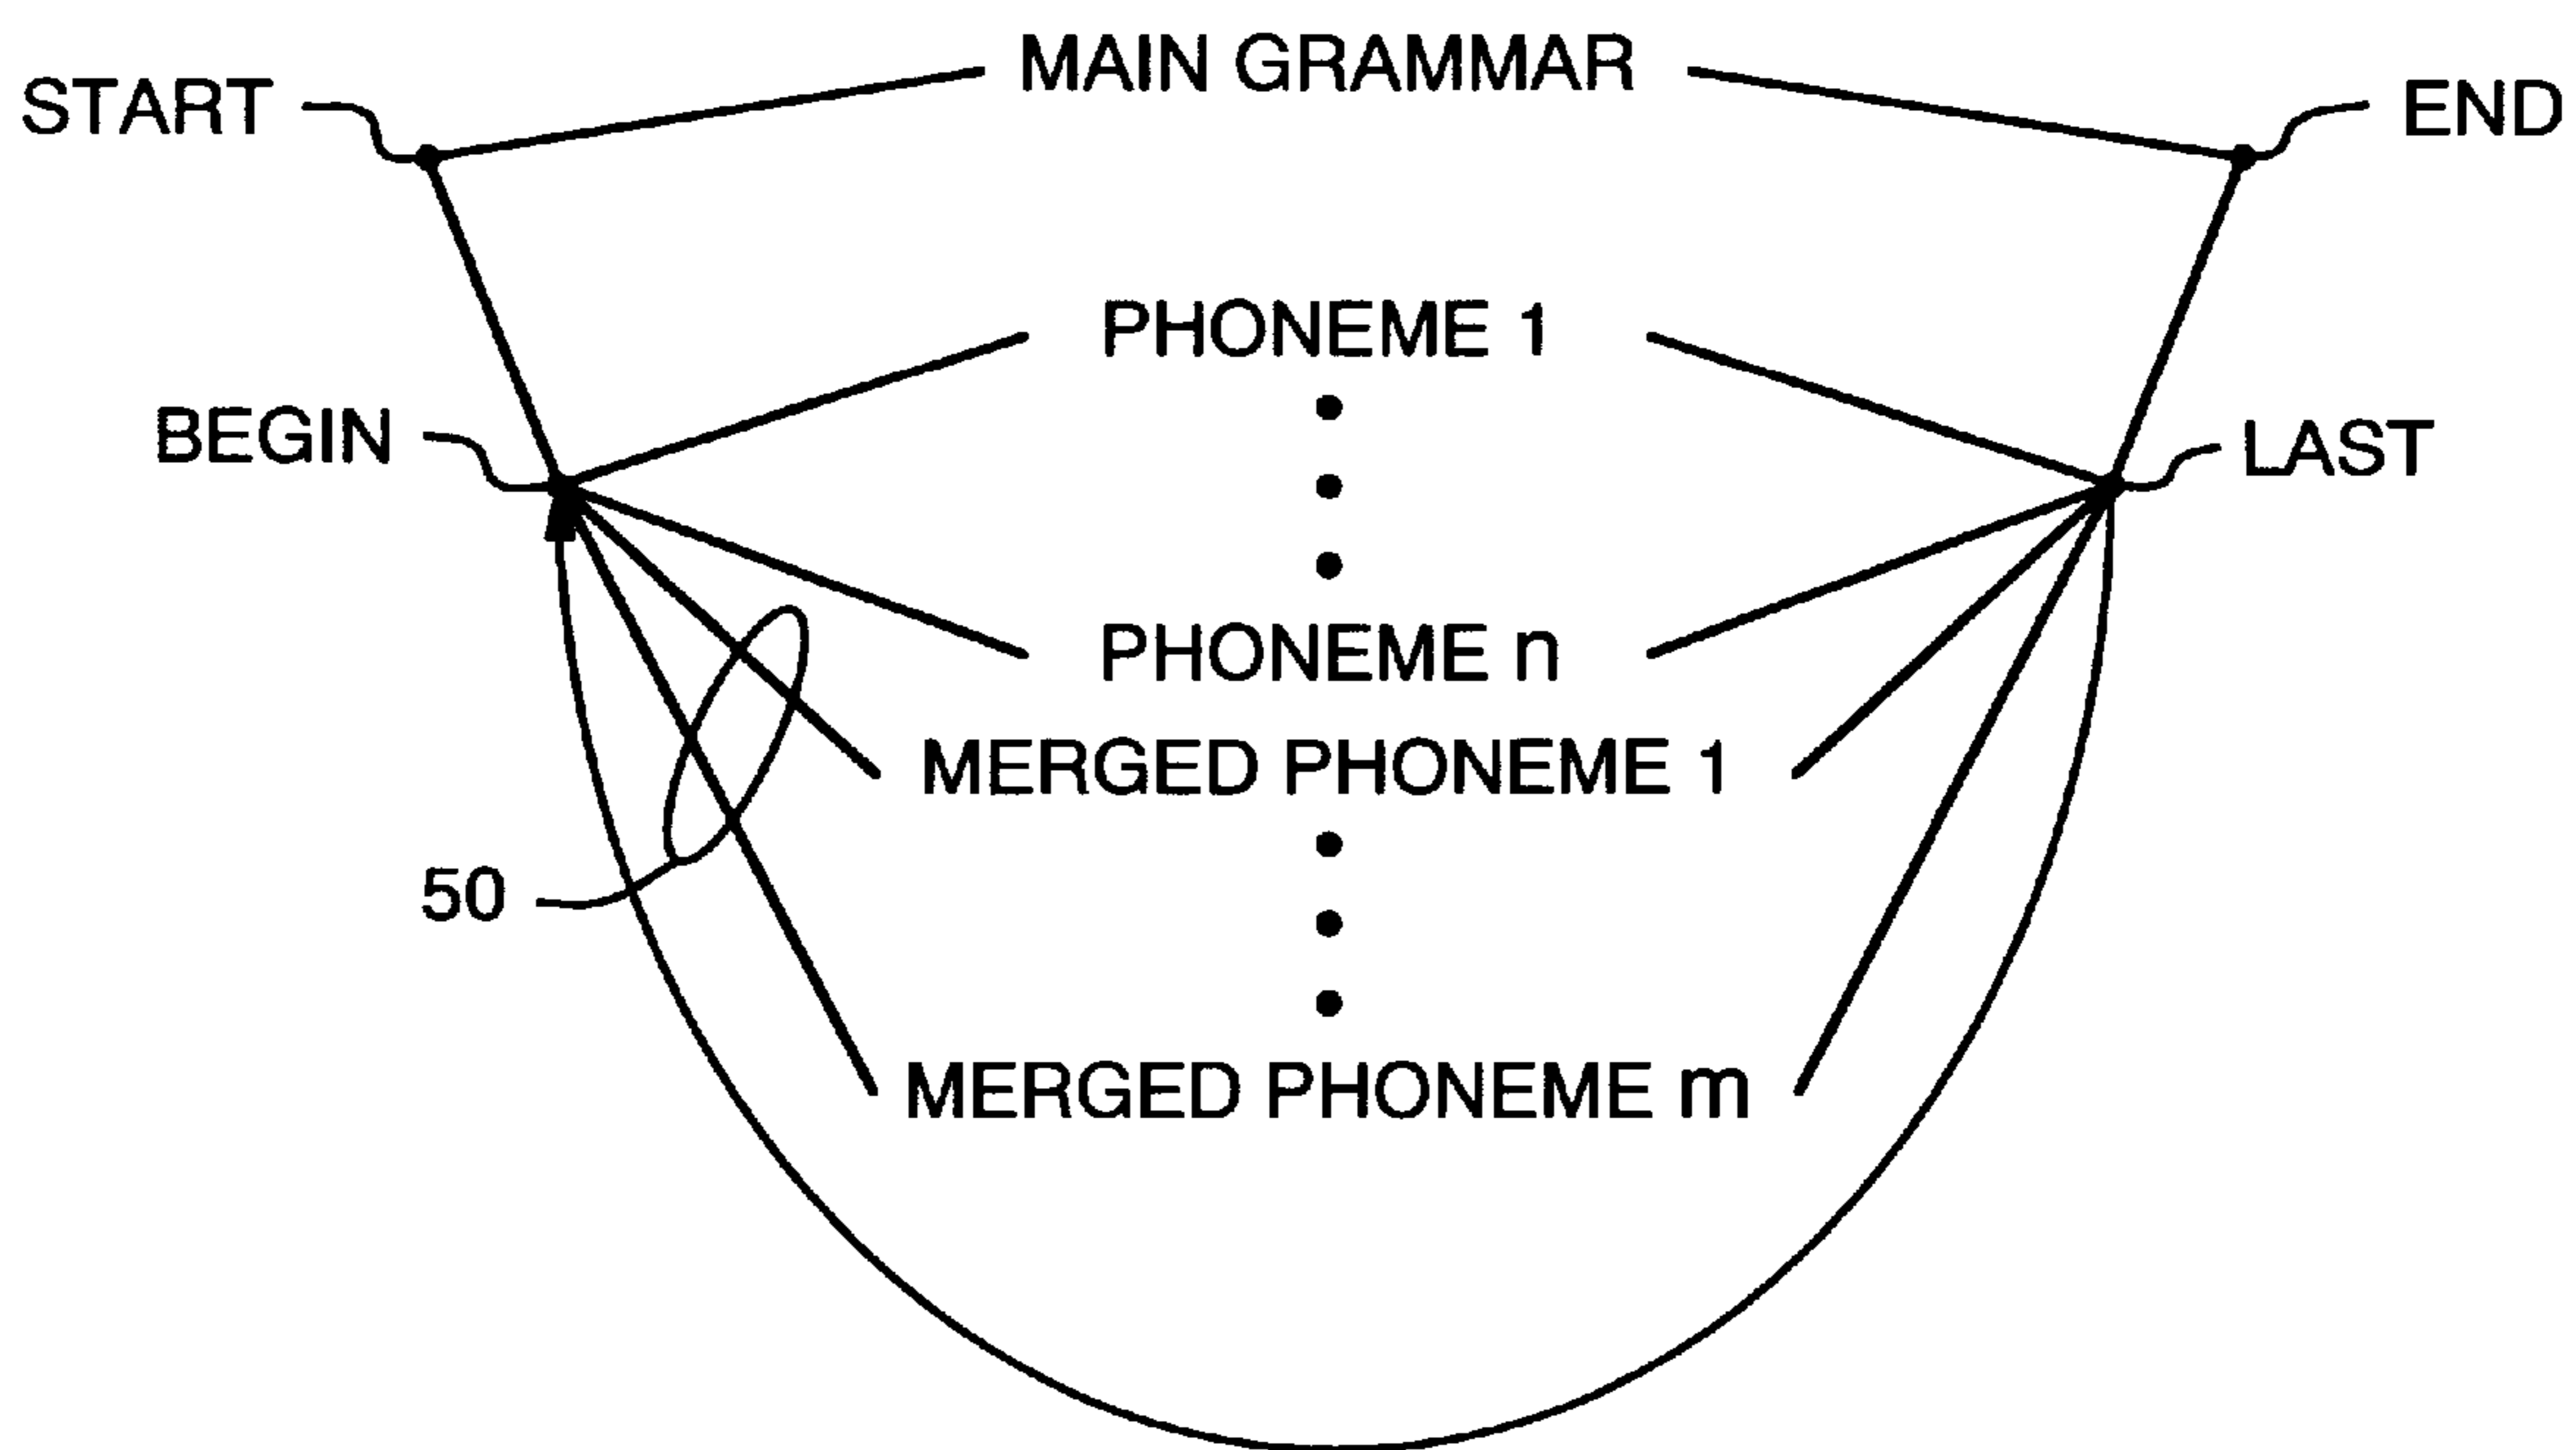 MAIN GRAMMAR
START
END
PHONEME 1
BEGIN
LAST
PHONEME n
MERGED PHONEME 1
50
MERGED PHONEME m